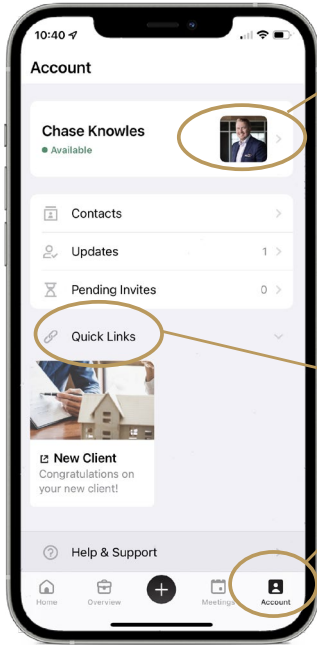 10:40
Account
Chase Knowles
Available
Contacts
Updates 1
Pending Invites 0
Quick Links
New Client
Congratulations on
your new client!
Help & Support
Home Overview Meetings Account